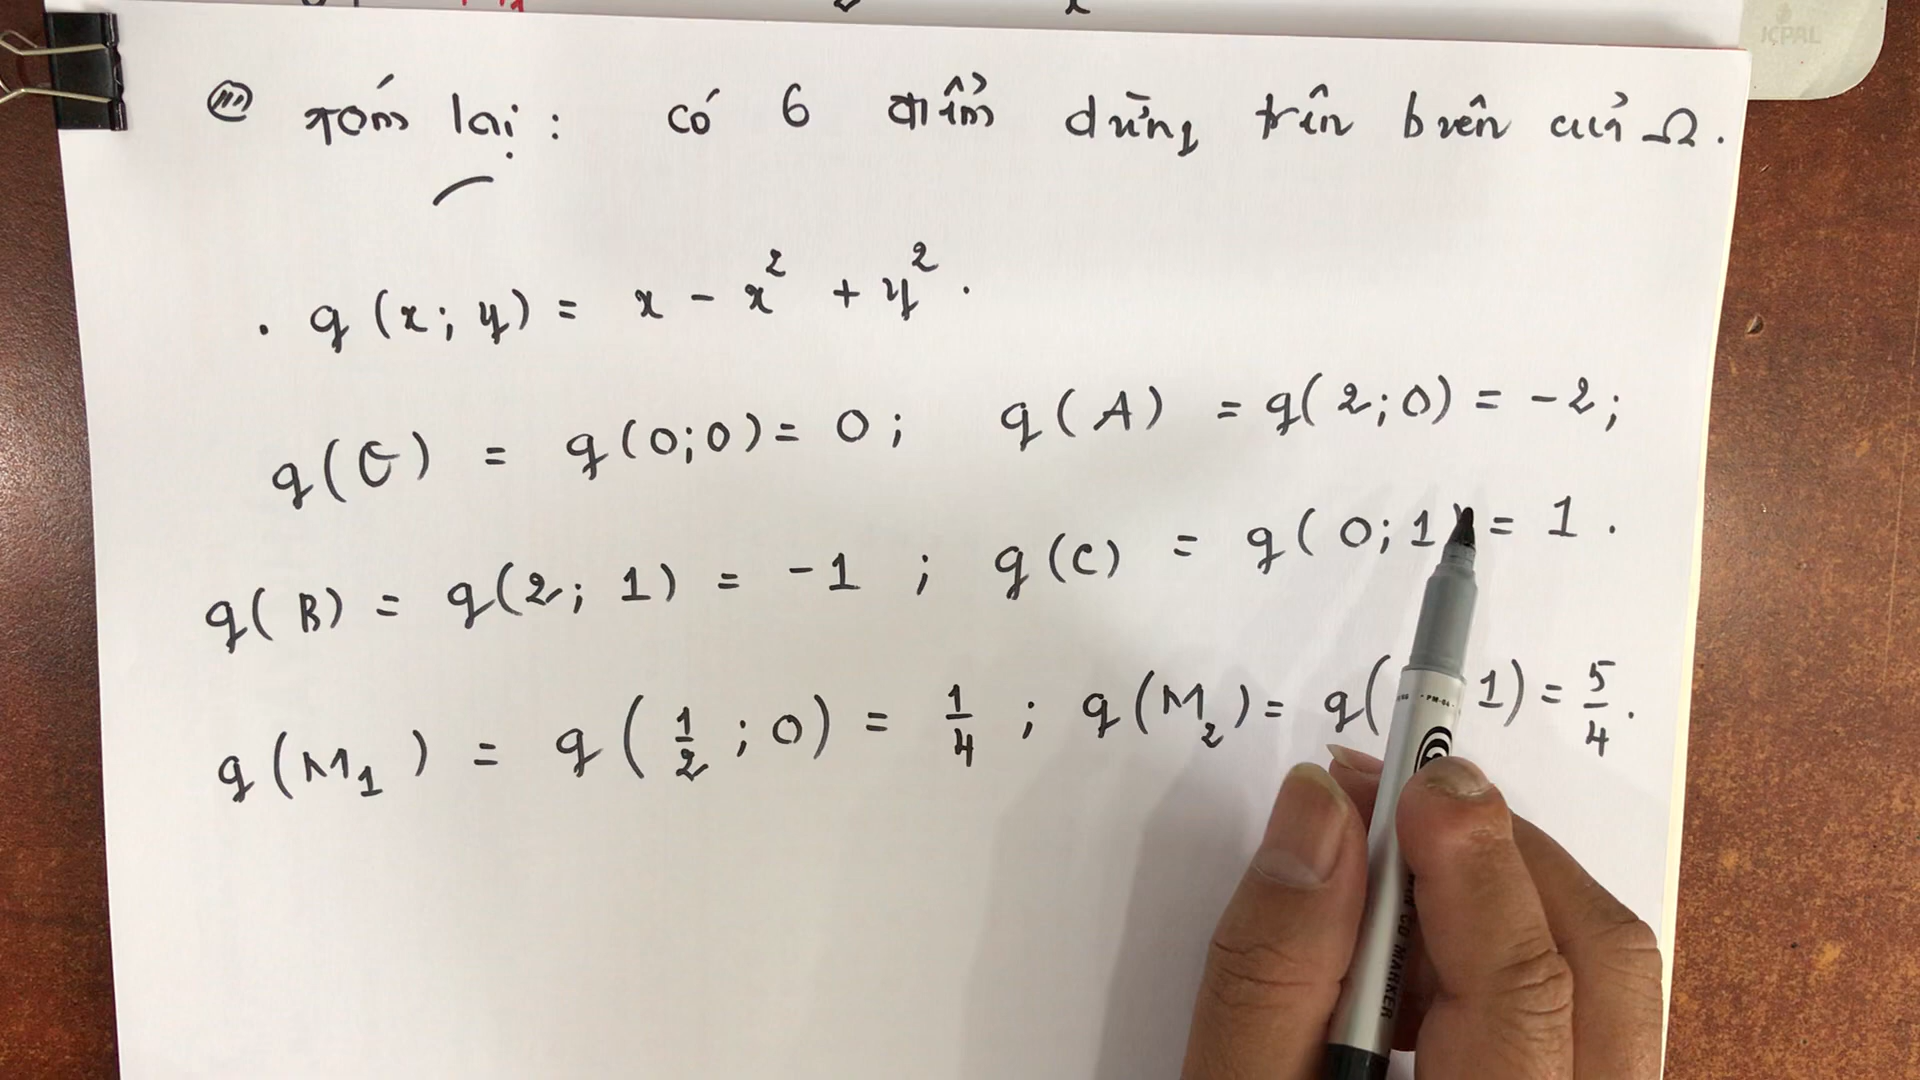 Tóm lại : có 6 điểm dừng trên biên của Ω.
. g (x; y) = x - x² + y² .
g(O) = g(0;0)= 0 ; g(A) = g(2;0) = -2;
g(B) = g(2; 1) = -1 ; g(C) = g(0;1) = 1 .
g(M₁) = g(1/2 ; 0) = 1/4 ; g(M₂)= g( 1) = 5/4 .
JCPAL